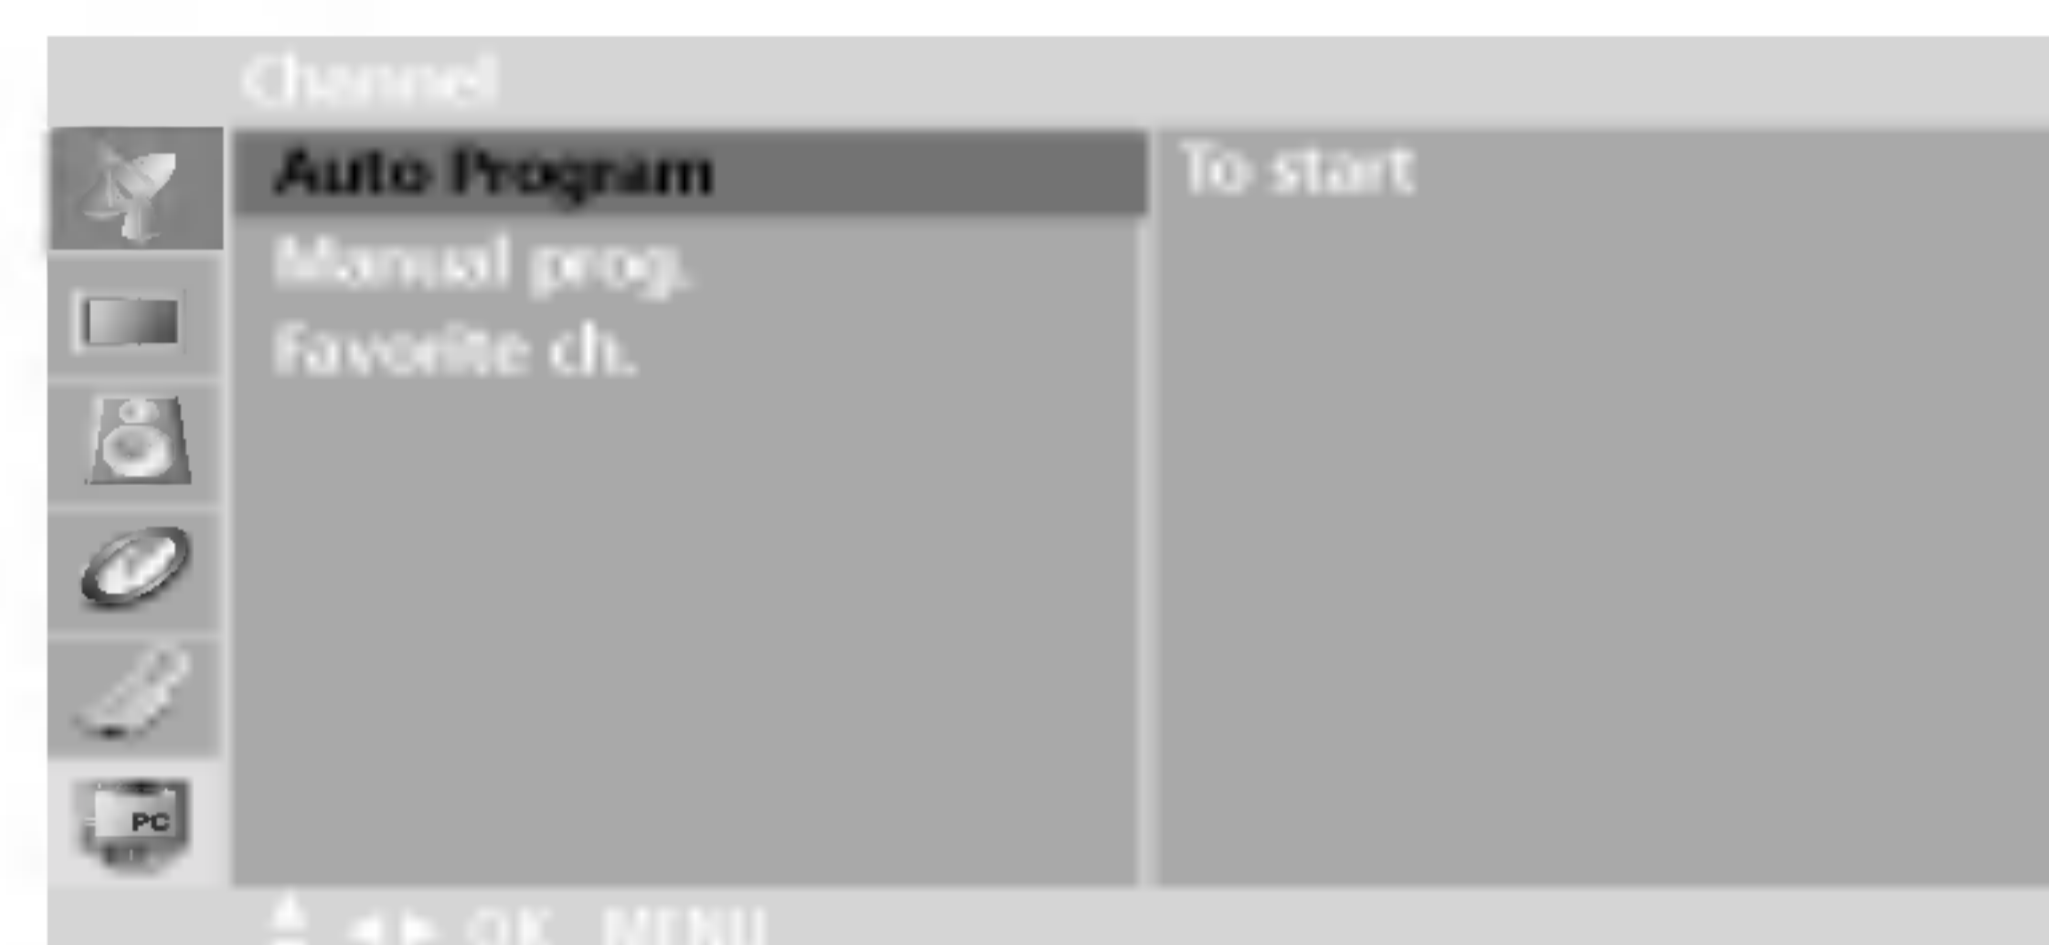 Channel
Auto Program To start
Manual prog.
Favorite ch.
PC
OK MENU